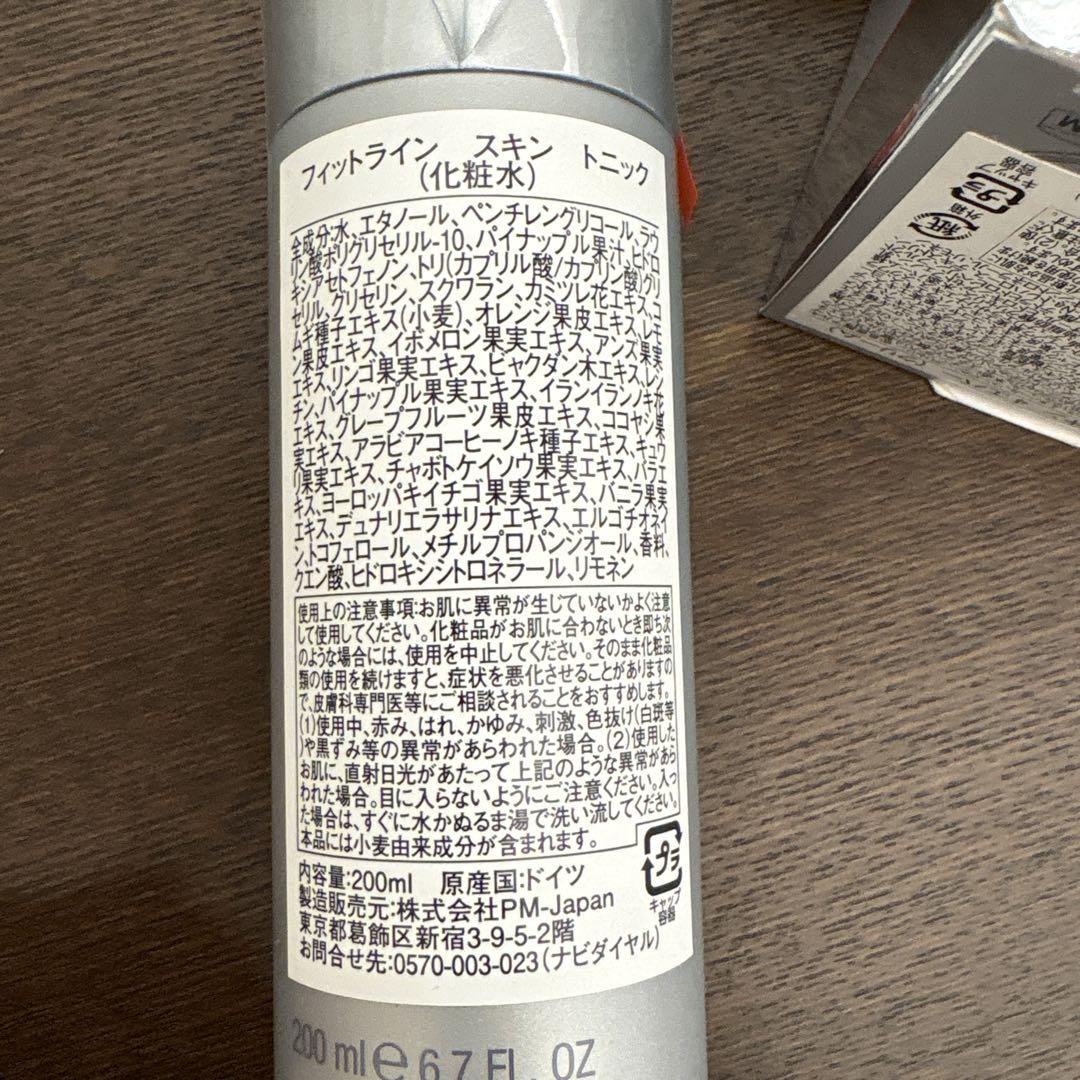 フィットライン スキン トニック
(化粧水)
全成分:水、エタノール、ペンチレングリコール、ラウ
リン酸ポリグリセリル-10、パイナップル果汁、ヒドロ
キシアセトフェノン、トリ(カプリル酸/カプリン酸)グリ
セリル、グリセリン、スクワラン、カミツレ花エキス、コ
ムギ種子エキス(小麦)、オレンジ果皮エキス、レモ
ン果皮エキス、イボメロン果実エキス、アンズ果実
エキス、リンゴ果実エキス、ビャクダン木エキス、レシ
チン、パイナップル果実エキス、イランイランノキ花
エキス、グレープフルーツ果皮エキス、ココヤシ果
実エキス、アラビアコーヒーノキ種子エキス、キュウ
リ果実エキス、チャボトケイソウ果実エキス、バラエ
キス、ヨーロッパキイチゴ果実エキス、バニラ果実
エキス、デュナリエラサリナエキス、エルゴチオネイ
ン、トコフェロール、メチルプロパンジオール、香料、
クエン酸、ヒドロキシシトロネラール、リモネン
使用上の注意事項:お肌に異常が生じていないかよく注意
して使用してください。化粧品がお肌に合わないとき即ち次
のような場合には、使用を中止してください。そのまま化粧品
類の使用を続けますと、症状を悪化させることがありますの
で、皮膚科専門医等にご相談されることをおすすめします。
(1)使用中、赤み、はれ、かゆみ、刺激、色抜け(白斑等
)や黒ずみ等の異常があらわれた場合。(2)使用した
お肌に、直射日光があたって上記のような異常があら
われた場合。目に入らないようにご注意ください。入っ
た場合は、すぐに水かぬるま湯で洗い流してください。
本品には小麦由来成分が含まれます。
内容量:200ml 原産国:ドイツ
製造販売元:株式会社PM-Japan
東京都葛飾区新宿3-9-5-2階
お問合せ先:0570-003-023(ナビダイヤル)
プラ
キャップ
容器
200 ml e 6.7 FL. OZ
プラ
キャップ
容器
紙
外箱